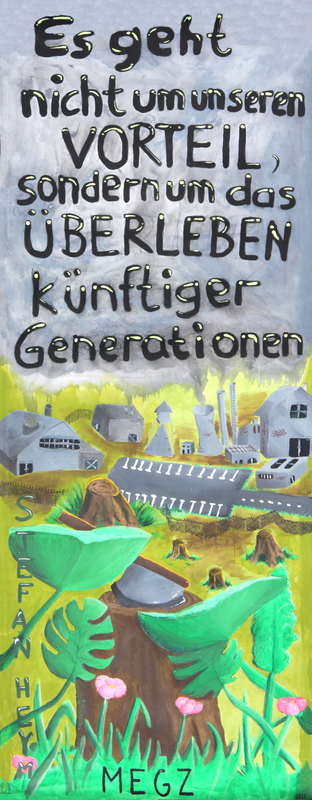 Es geht
nicht um unseren
VORTEIL,
sondern um das
ÜBERLEBEN
künftiger
Generationen
STEFAN HEYM
MEGZ